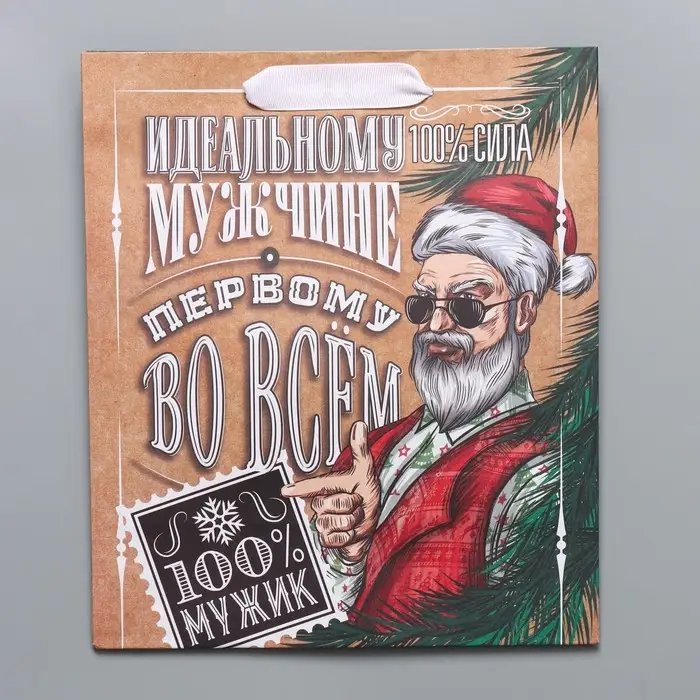 ИДЕАЛЬНОМУ
100% СИЛА
МУЖЧИНЕ
ПЕРВОМУ
ВО ВСЁМ
100%
МУЖИК